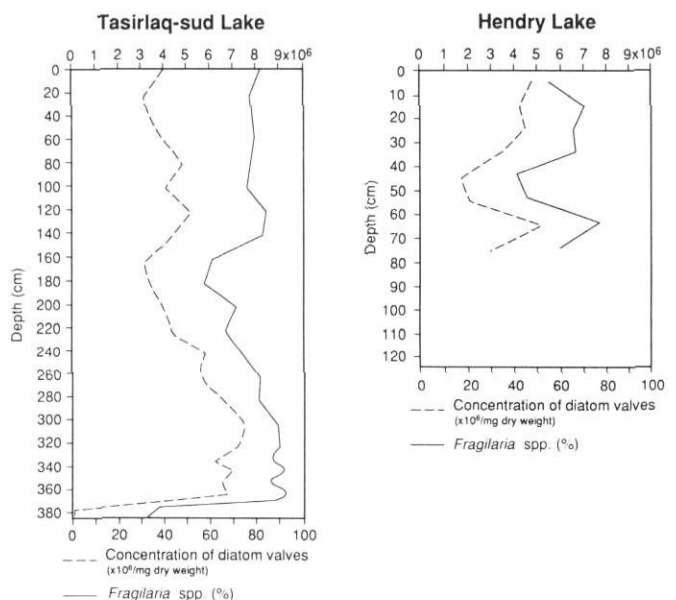 Tasirlaq-sud Lake
0 1 2 3 4 5 6 7 8 9x10⁶
Depth (cm)
0
20
40
60
80
100
120
140
160
180
200
220
240
260
280
300
320
340
360
380
0 20 40 60 80 100
Concentration of diatom valves
(x10⁶/mg dry weight)
Fragilaria spp. (%)
Hendry Lake
0 1 2 3 4 5 6 7 8 9x10⁶
Depth (cm)
0
10
20
30
40
50
60
70
80
90
100
110
120
0 20 40 60 80 100
Concentration of diatom valves
(x10⁶/mg dry weight)
Fragilaria spp. (%)